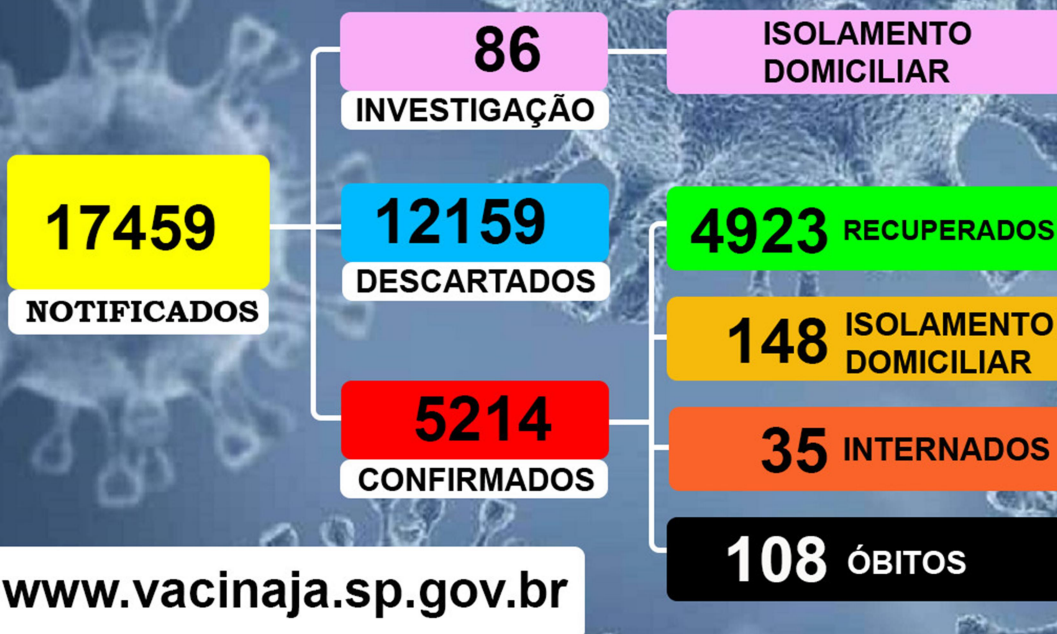 17459
NOTIFICADOS
86
INVESTIGAÇÃO
ISOLAMENTO
DOMICILIAR
12159
DESCARTADOS
5214
CONFIRMADOS
4923 RECUPERADOS
148 ISOLAMENTO
DOMICILIAR
35 INTERNADOS
108 ÓBITOS
www.vacinaja.sp.gov.br